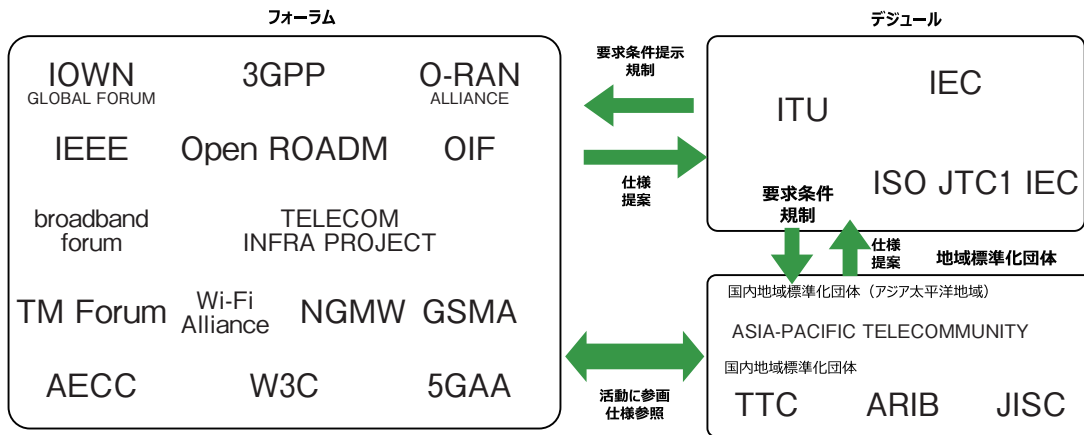 フォーラム
IOWN
GLOBAL FORUM
3GPP
O-RAN
ALLIANCE
IEEE
Open ROADM
OIF
broadband
forum
TELECOM
INFRA PROJECT
TM Forum
Wi-Fi
Alliance
NGMW
GSMA
AECC
W3C
5GAA
要求条件提示
規制
仕様
提案
活動に参画
仕様参照
デジュール
ITU
IEC
ISO JTC1 IEC
要求条件
規制
仕様
提案
地域標準化団体
国内地域標準化団体（アジア太平洋地域）
ASIA-PACIFIC TELECOMMUNITY
国内地域標準化団体
TTC
ARIB
JISC